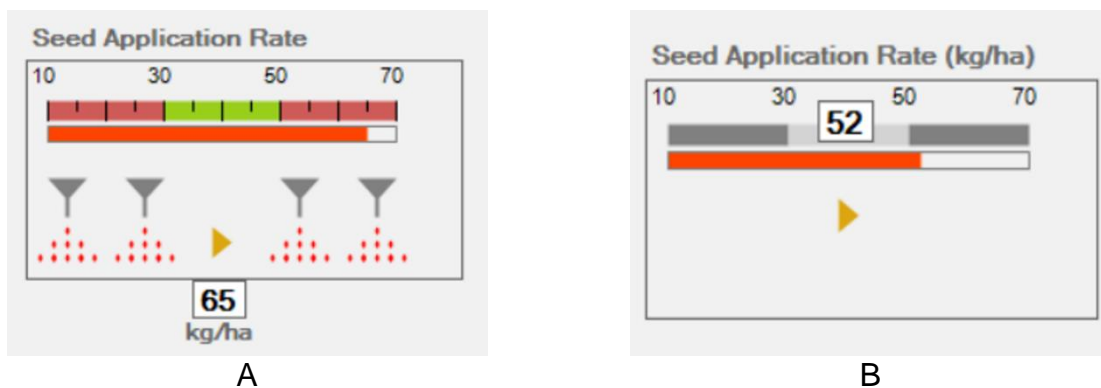 Seed Application Rate
10 30 50 70
65
kg/ha
A
Seed Application Rate (kg/ha)
10 30 50 70
52
B